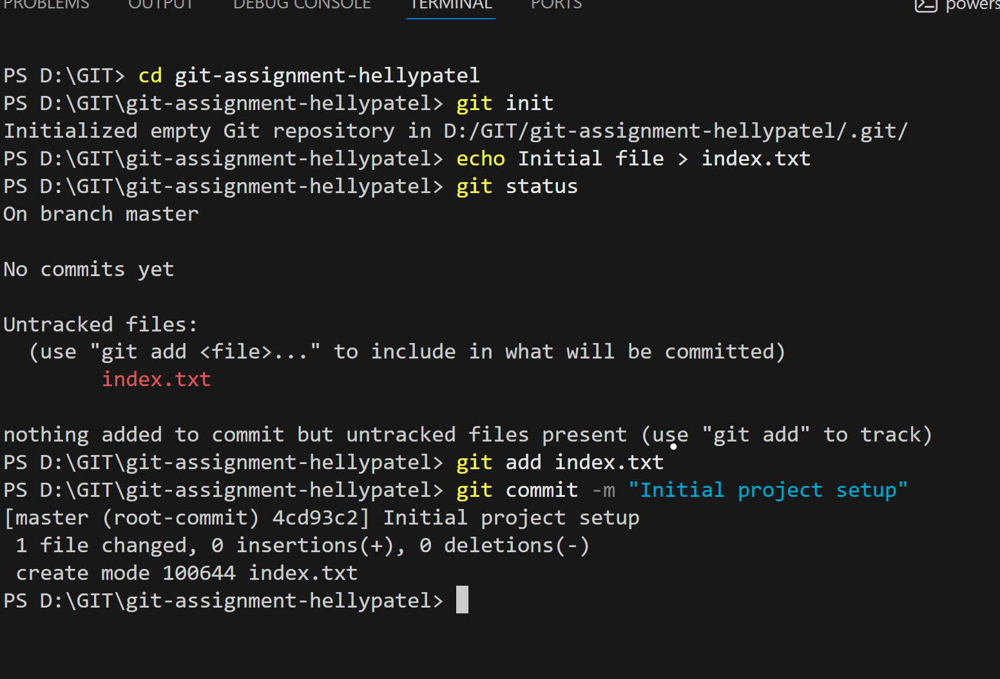 PROBLEMS OUTPUT DEBUG CONSOLE TERMINAL PORTS
PS D:\GIT> cd git-assignment-hellypatel
PS D:\GIT\git-assignment-hellypatel> git init
Initialized empty Git repository in D:/GIT/git-assignment-hellypatel/.git/
PS D:\GIT\git-assignment-hellypatel> echo Initial file > index.txt
PS D:\GIT\git-assignment-hellypatel> git status
On branch master
No commits yet
Untracked files:
  (use "git add <file>..." to include in what will be committed)
        index.txt
nothing added to commit but untracked files present (use "git add" to track)
PS D:\GIT\git-assignment-hellypatel> git add index.txt
PS D:\GIT\git-assignment-hellypatel> git commit -m "Initial project setup"
[master (root-commit) 4cd93c2] Initial project setup
 1 file changed, 0 insertions(+), 0 deletions(-)
 create mode 100644 index.txt
PS D:\GIT\git-assignment-hellypatel>